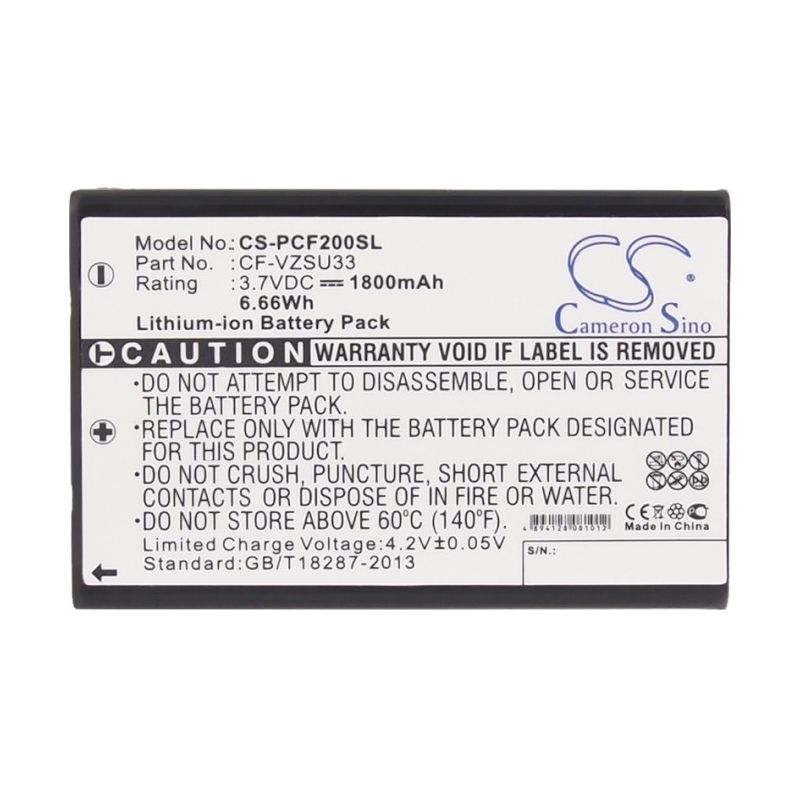 Model No.: CS-PCF200SL
Part No.: CF-VZSU33
Rating: 3.7VDC 1800mAh
6.66Wh
Lithium-ion Battery Pack
CS
Cameron Sino
CAUTION WARRANTY VOID IF LABEL IS REMOVED
•DO NOT ATTEMPT TO DISASSEMBLE, OPEN OR SERVICE
THE BATTERY PACK.
•REPLACE ONLY WITH THE BATTERY PACK DESIGNATED
FOR THIS PRODUCT.
•DO NOT CRUSH, PUNCTURE, SHORT EXTERNAL
CONTACTS OR DISPOSE IN FIRE OR WATER.
•DO NOT STORE ABOVE 60°C (140°F).
Limited Charge Voltage: 4.2V±0.05V
Standard: GB/T18287-2013
4 894128 081012
CE
Made in China
S/N.: